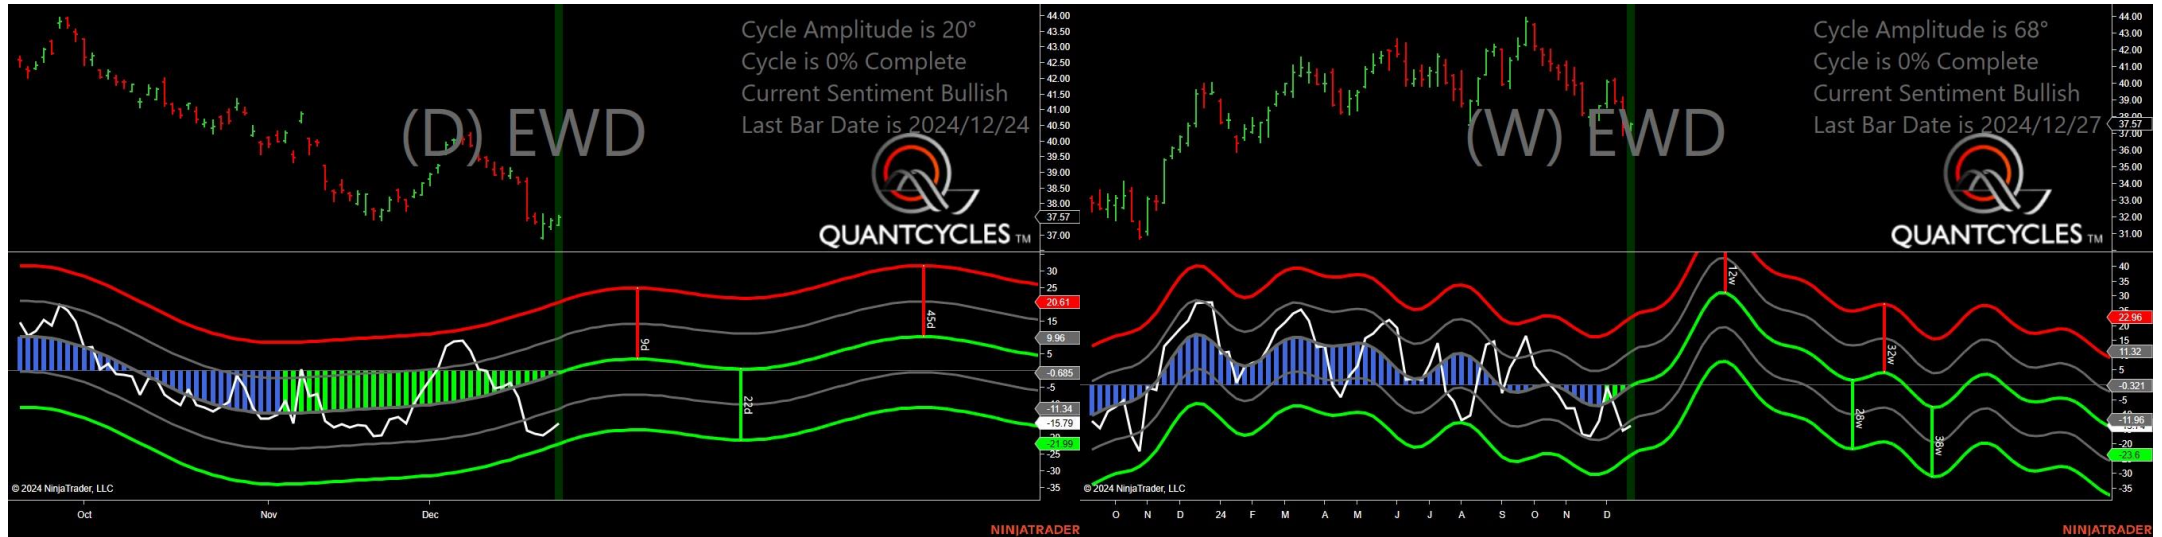 Cycle Amplitude is 20°
Cycle is 0% Complete
Current Sentiment Bullish
Last Bar Date is 2024/12/24
(D) EWD
QUANTCYCLES TM
44.00
43.50
43.00
42.50
42.00
41.50
41.00
40.50
40.00
39.50
39.00
38.50
38.00
37.57
37.00
30
25
20.61
15
9.96
5
-0.685
-5
-11.34
-15.79
-21.99
-25
-30
-35
9d
22d
45d
© 2024 NinjaTrader, LLC
Oct Nov Dec
NINJATRADER
Cycle Amplitude is 68°
Cycle is 0% Complete
Current Sentiment Bullish
Last Bar Date is 2024/12/27
(W) EWD
QUANTCYCLES TM
44.00
43.00
42.00
41.00
40.00
39.00
38.00
37.57
37.00
36.00
35.00
34.00
33.00
32.00
31.00
40
35
30
22.96
20
15
11.32
5
-0.321
-5
-11.96
-20
-23.6
-30
-35
12w
28w
32w
38w
© 2024 NinjaTrader, LLC
O N D 24 F M A M J J A S O N D
NINJATRADER